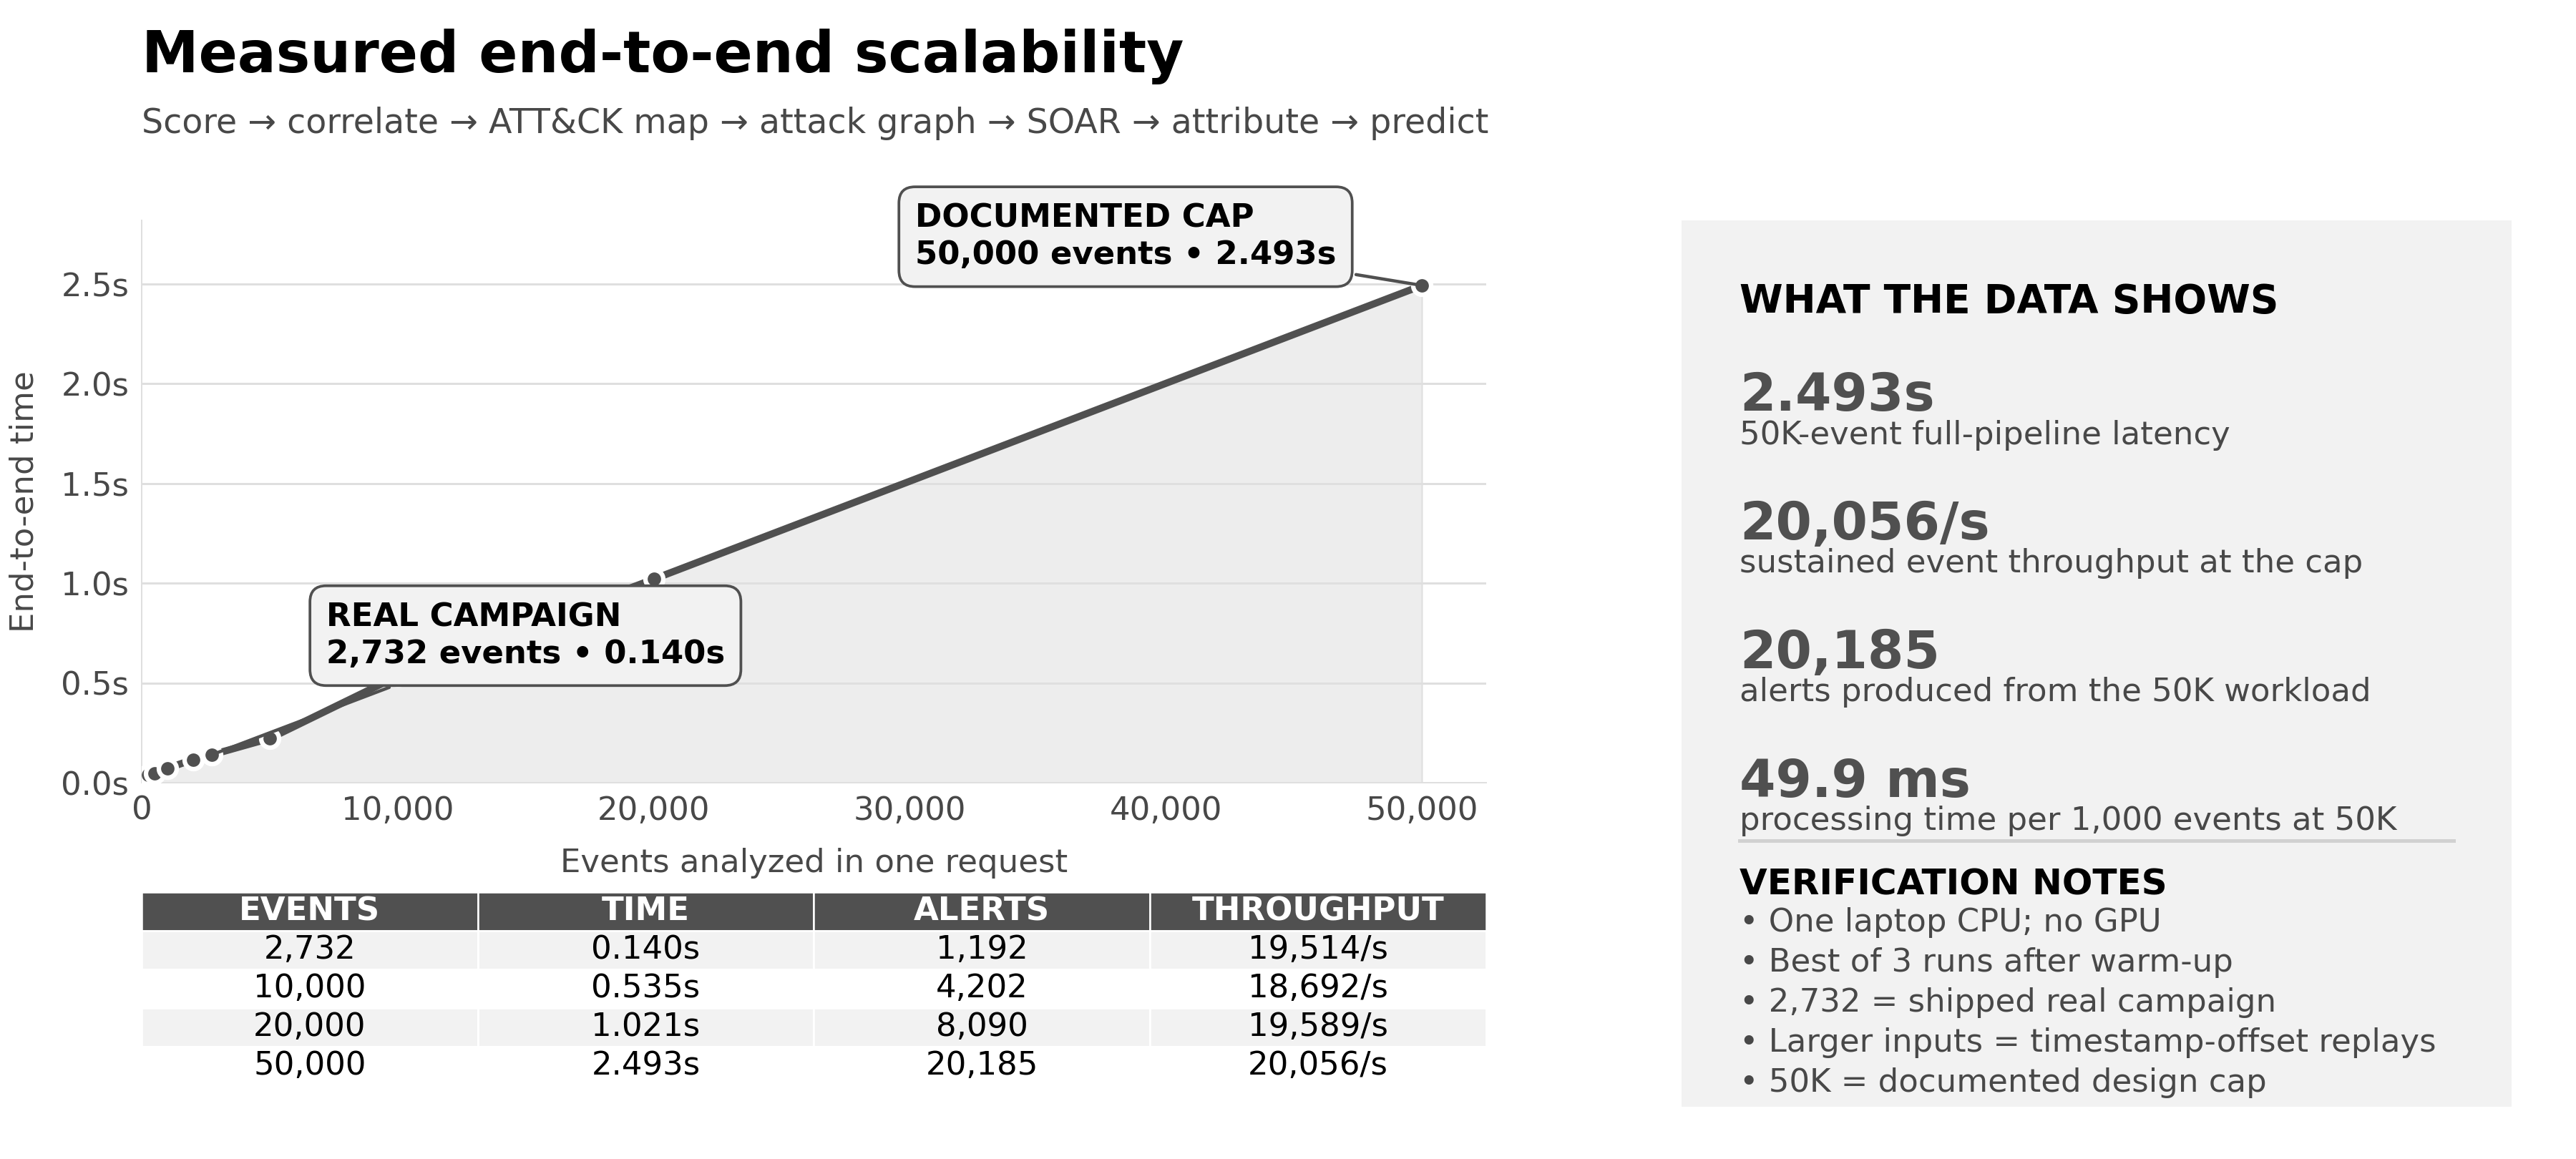 Measured end-to-end scalability
Score → correlate → ATT&CK map → attack graph → SOAR → attribute → predict
DOCUMENTED CAP
50,000 events • 2.493s
REAL CAMPAIGN
2,732 events • 0.140s
End-to-end time
2.5s
2.0s
1.5s
1.0s
0.5s
0.0s
0 10,000 20,000 30,000 40,000 50,000
Events analyzed in one request
EVENTS TIME ALERTS THROUGHPUT
2,732 0.140s 1,192 19,514/s
10,000 0.535s 4,202 18,692/s
20,000 1.021s 8,090 19,589/s
50,000 2.493s 20,185 20,056/s
WHAT THE DATA SHOWS
2.493s
50K-event full-pipeline latency
20,056/s
sustained event throughput at the cap
20,185
alerts produced from the 50K workload
49.9 ms
processing time per 1,000 events at 50K
VERIFICATION NOTES
• One laptop CPU; no GPU
• Best of 3 runs after warm-up
• 2,732 = shipped real campaign
• Larger inputs = timestamp-offset replays
• 50K = documented design cap